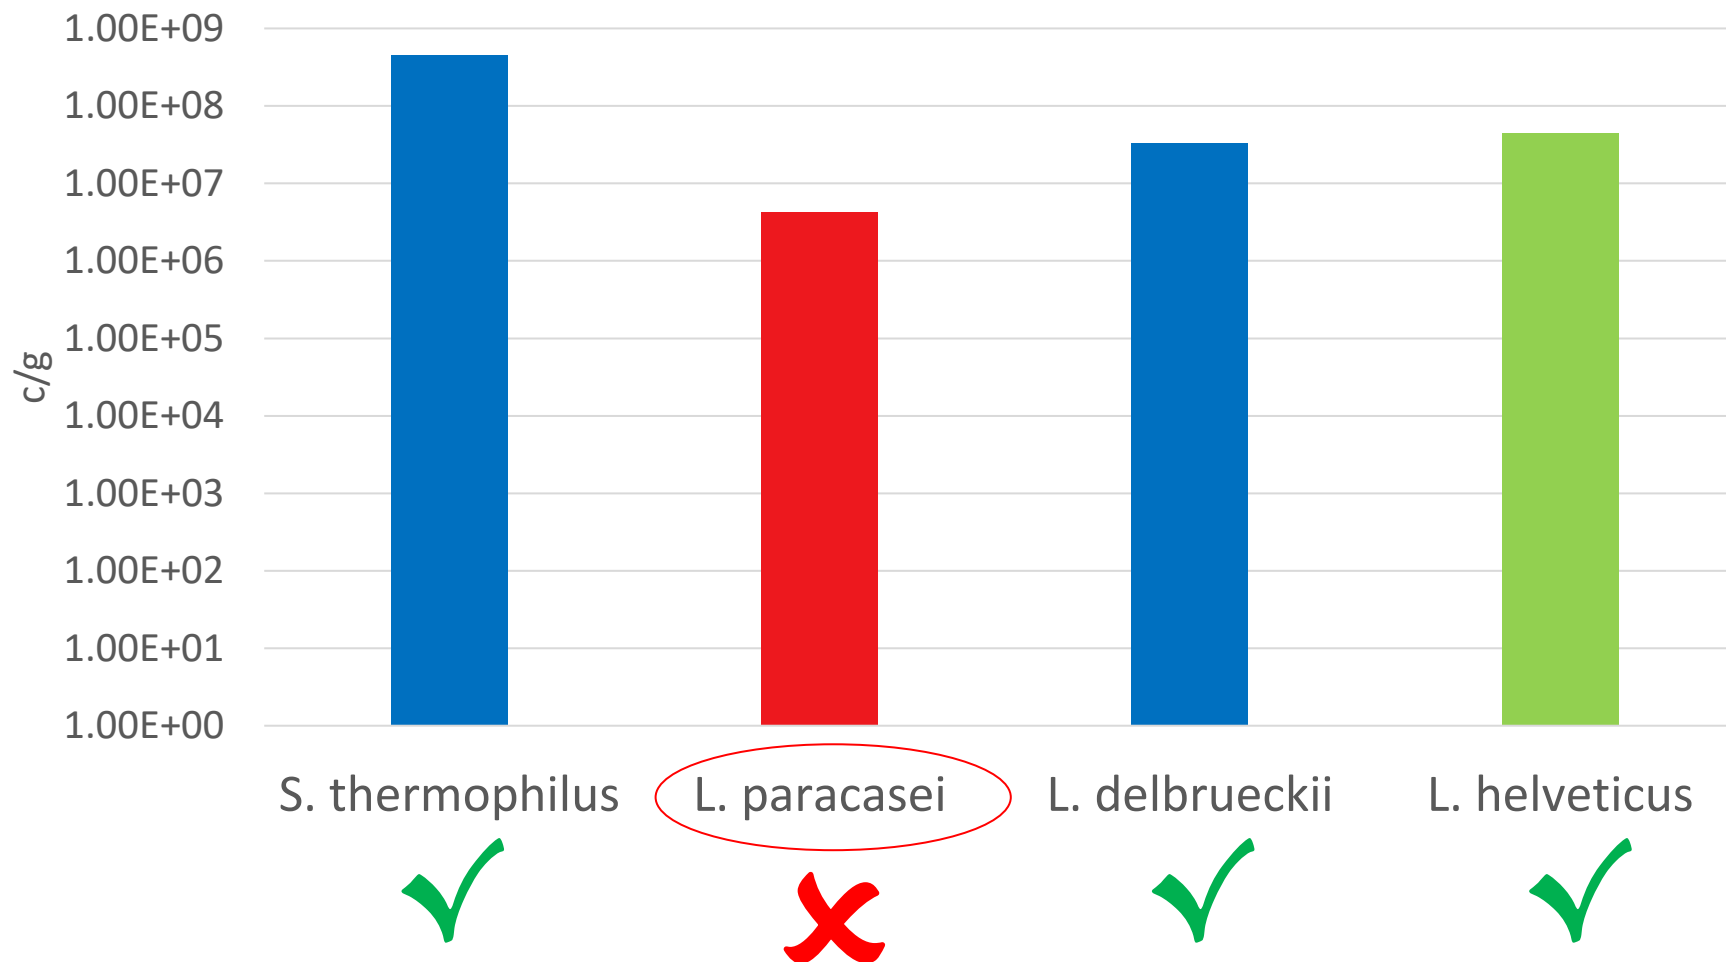 1.00E+09
1.00E+08
1.00E+07
1.00E+06
1.00E+05
1.00E+04
1.00E+03
1.00E+02
1.00E+01
1.00E+00
c/g
S. thermophilus
L. paracasei
L. delbrueckii
L. helveticus